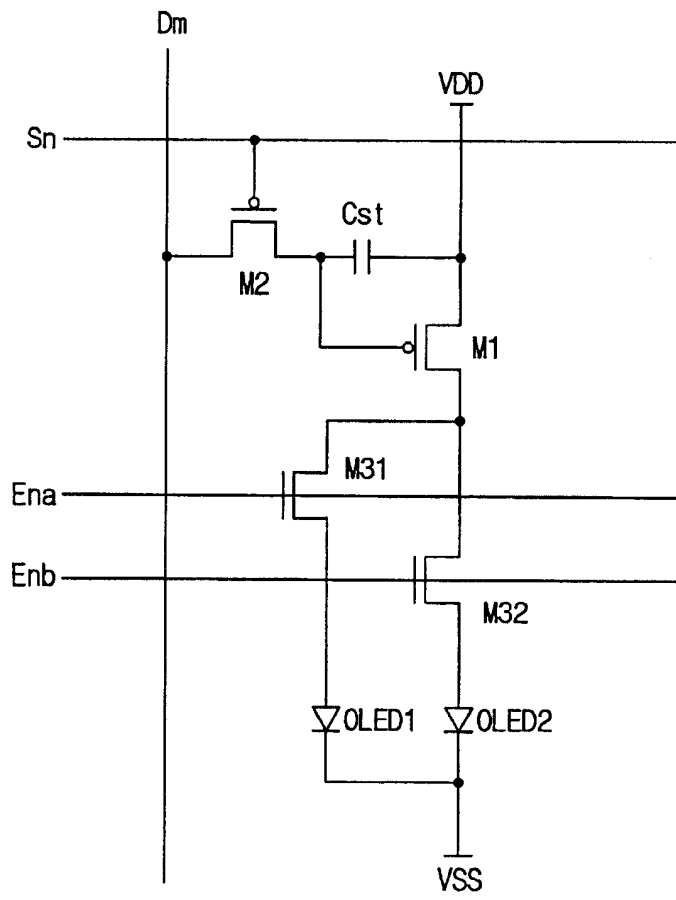 Dm
VDD
Sn
Cst
M2
M1
M31
Ena
Enb
M32
OLED1
OLED2
VSS